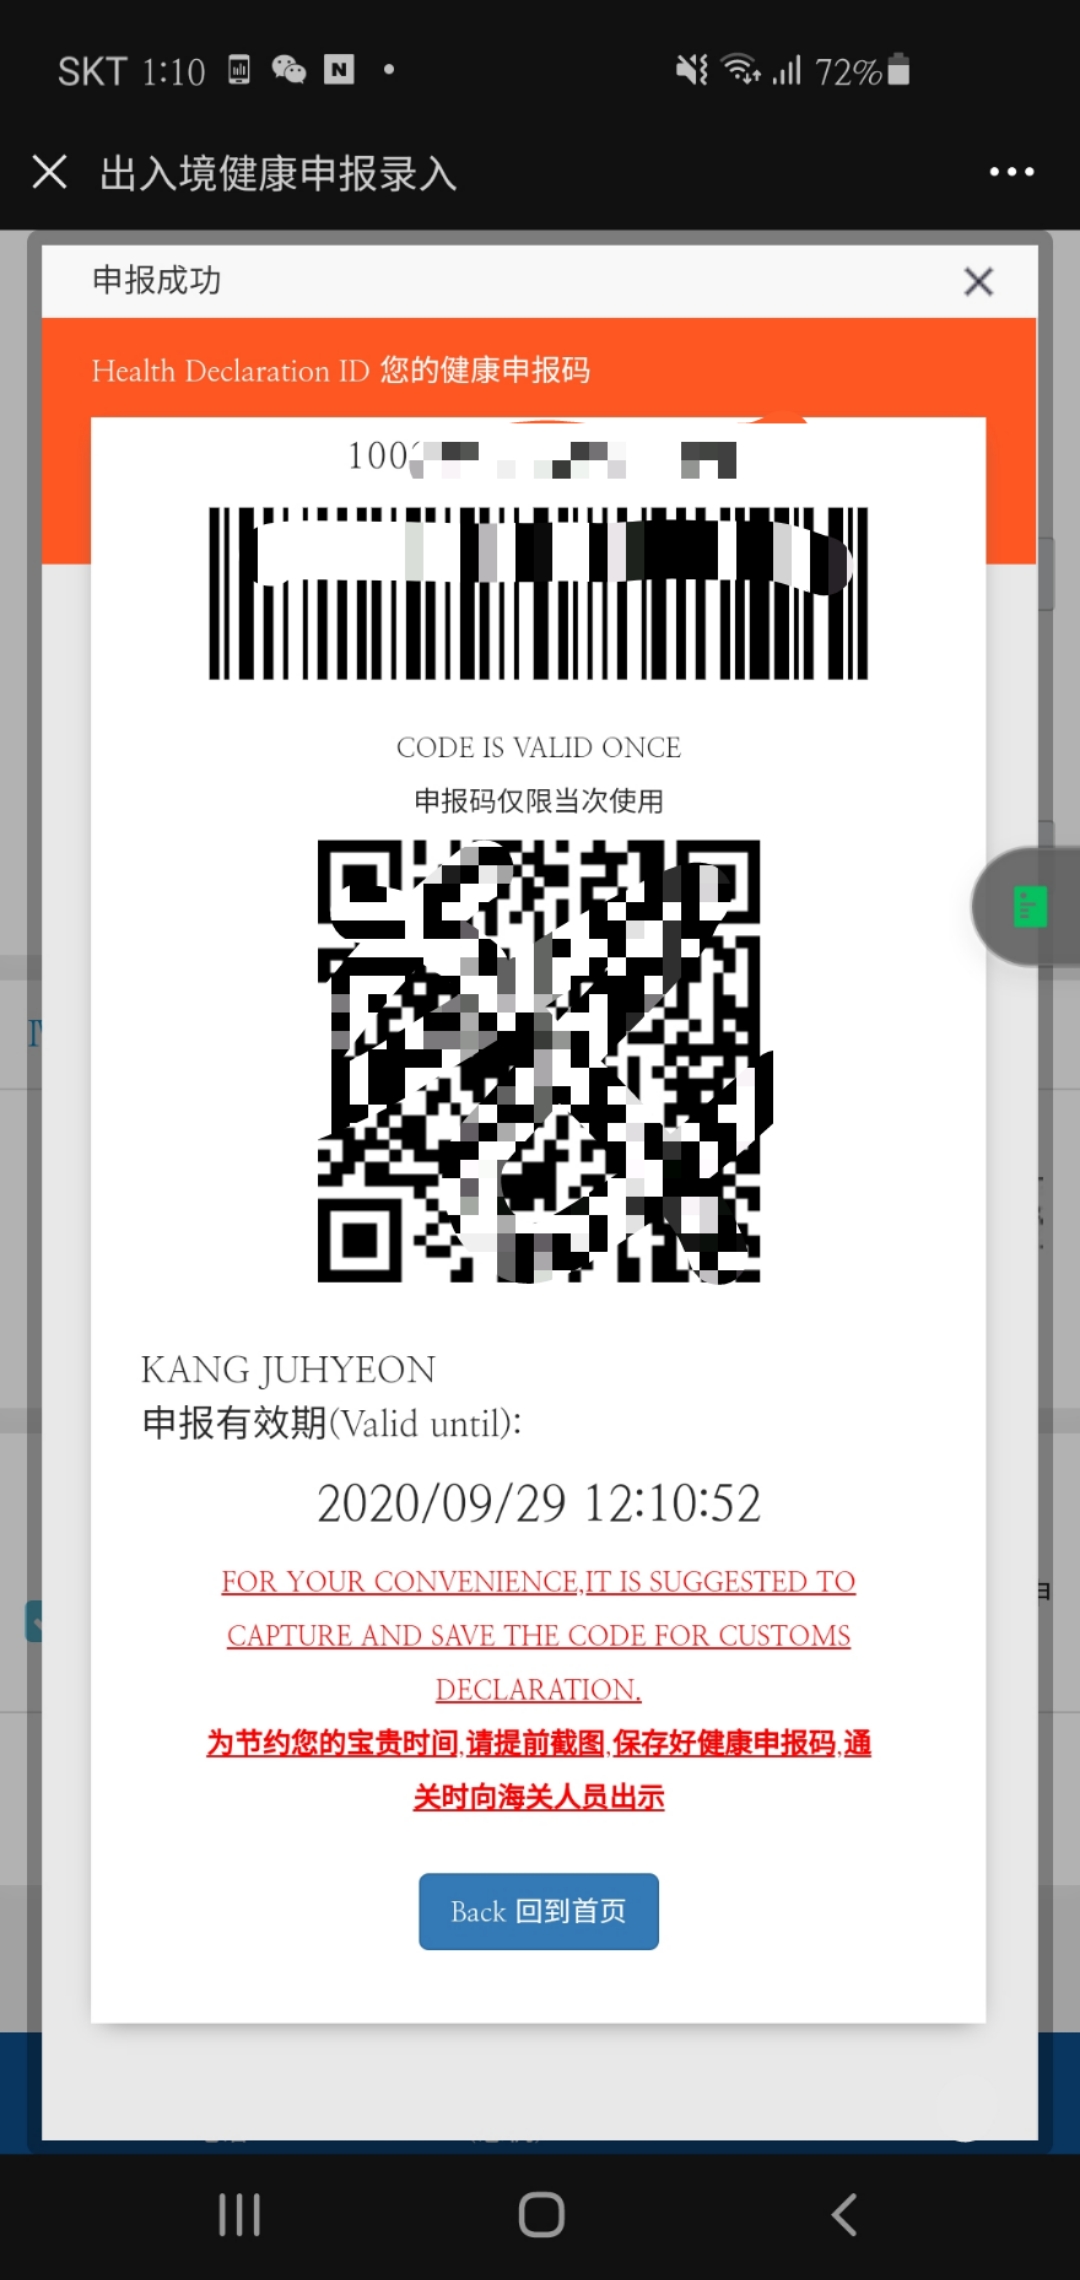 SKT 1:10
72%
出入境健康申报录入
申报成功
Health Declaration ID 您的健康申报码
100
CODE IS VALID ONCE
申报码仅限当次使用
KANG JUHYEON
申报有效期(Valid until):
2020/09/29 12:10:52
FOR YOUR CONVENIENCE,IT IS SUGGESTED TO
CAPTURE AND SAVE THE CODE FOR CUSTOMS
DECLARATION.
为节约您的宝贵时间,请提前截图,保存好健康申报码,通
关时向海关人员出示
Back 回到首页